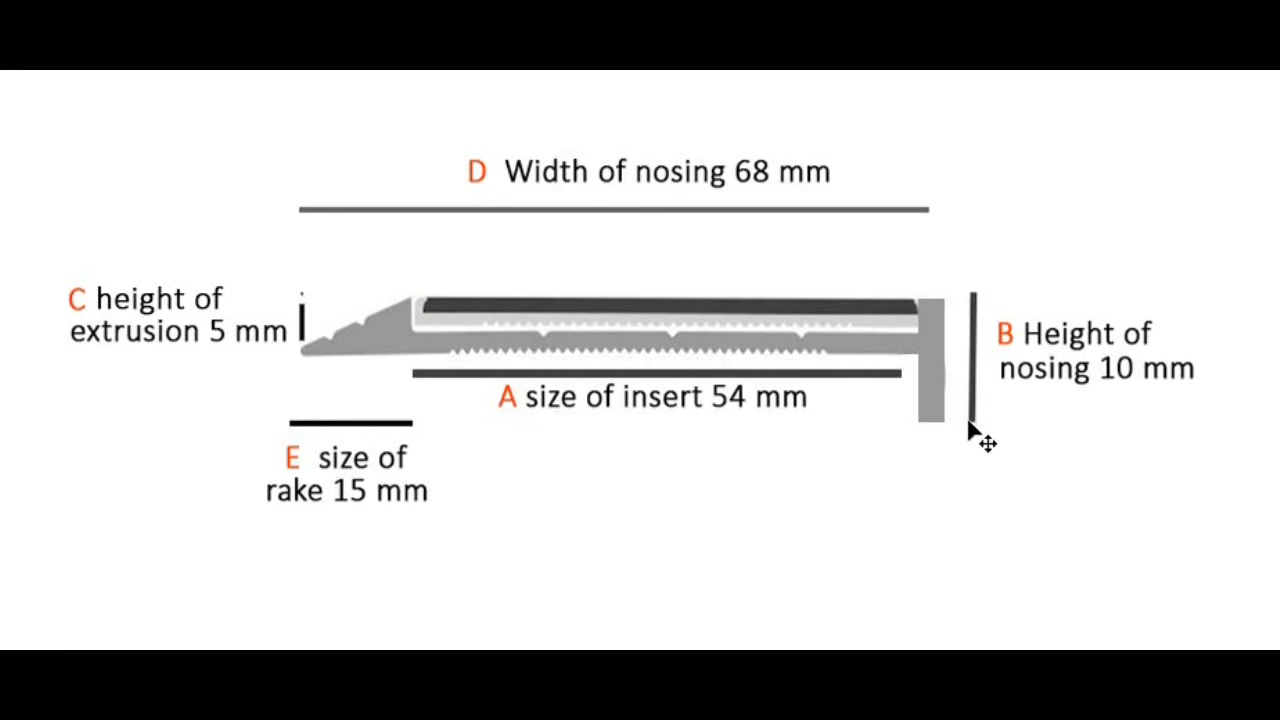 D Width of nosing 68 mm
C height of
extrusion 5 mm
B Height of
nosing 10 mm
A size of insert 54 mm
E size of
rake 15 mm